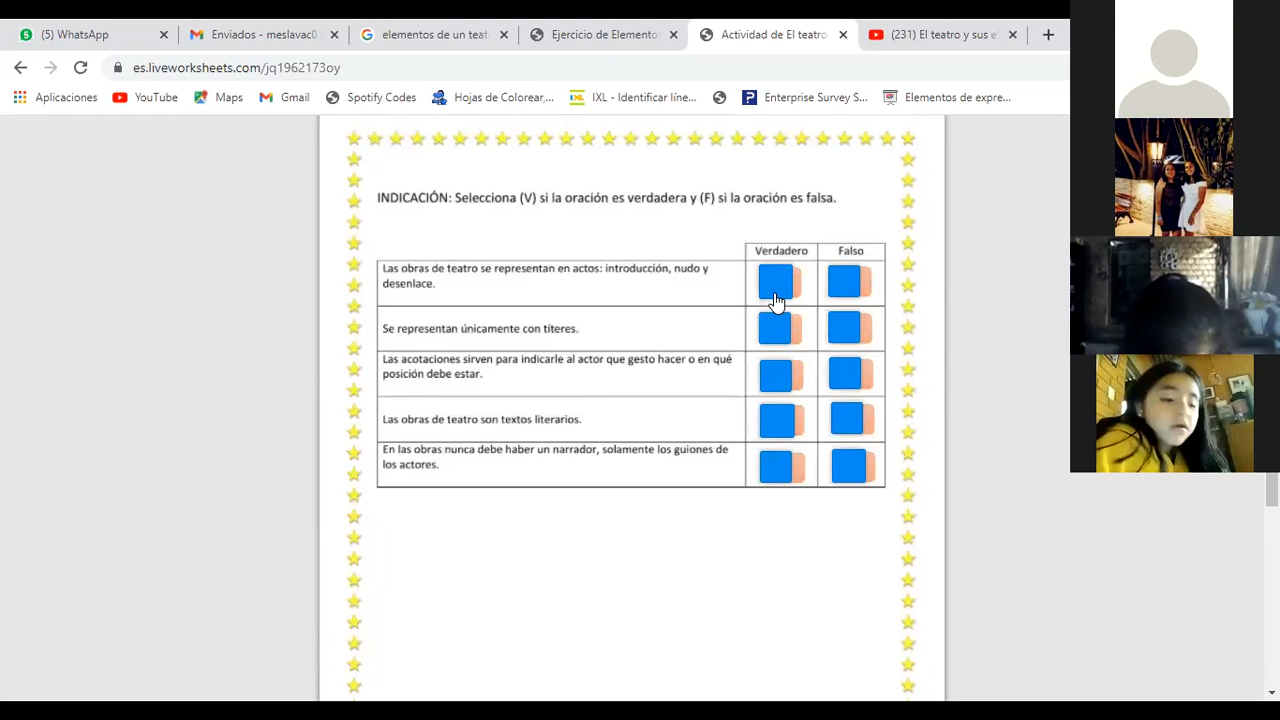 (5) WhatsApp
Enviados - meslavac0
elementos de un teat
Ejercicio de Elemento
Actividad de El teatro
(231) El teatro y sus e
es.liveworksheets.com/jq1962173oy
Aplicaciones
YouTube
Maps
Gmail
Spotify Codes
Hojas de Colorear,...
IXL - Identificar líne...
Enterprise Survey S...
Elementos de expre...
INDICACIÓN: Selecciona (V) si la oración es verdadera y (F) si la oración es falsa.
Verdadero Falso
Las obras de teatro se representan en actos: introducción, nudo y
desenlace.
Se representan únicamente con títeres.
Las acotaciones sirven para indicarle al actor que gesto hacer o en qué
posición debe estar.
Las obras de teatro son textos literarios.
En las obras nunca debe haber un narrador, solamente los guiones de
los actores.